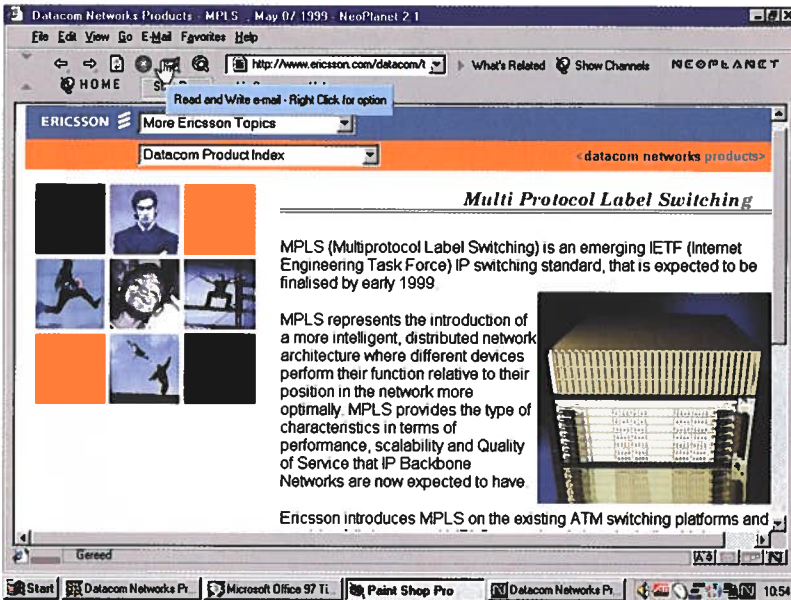 Datacom Networks Products - MPLS , May 07 1999 - NeoPlanet 2.1
File Edit View Go E-Mail Favorites Help
http://www.ericsson.com/datacom/t What's Related Show Channels NEOPLANET
HOME
Read and Write e-mail - Right Click for option
ERICSSON More Ericsson Topics
Datacom Product Index <datacom networks products>
Multi Protocol Label Switching
MPLS (Multiprotocol Label Switching) is an emerging IETF (Internet
Engineering Task Force) IP switching standard, that is expected to be
finalised by early 1999.
MPLS represents the introduction of
a more intelligent, distributed network
architecture where different devices
perform their function relative to their
position in the network more
optimally. MPLS provides the type of
characteristics in terms of
performance, scalability and Quality
of Service that IP Backbone
Networks are now expected to have.
Ericsson introduces MPLS on the existing ATM switching platforms and
Gereed
Start Datacom Networks Pr... Microsoft Office 97 Ti... Paint Shop Pro Datacom Networks Pr... 10:54